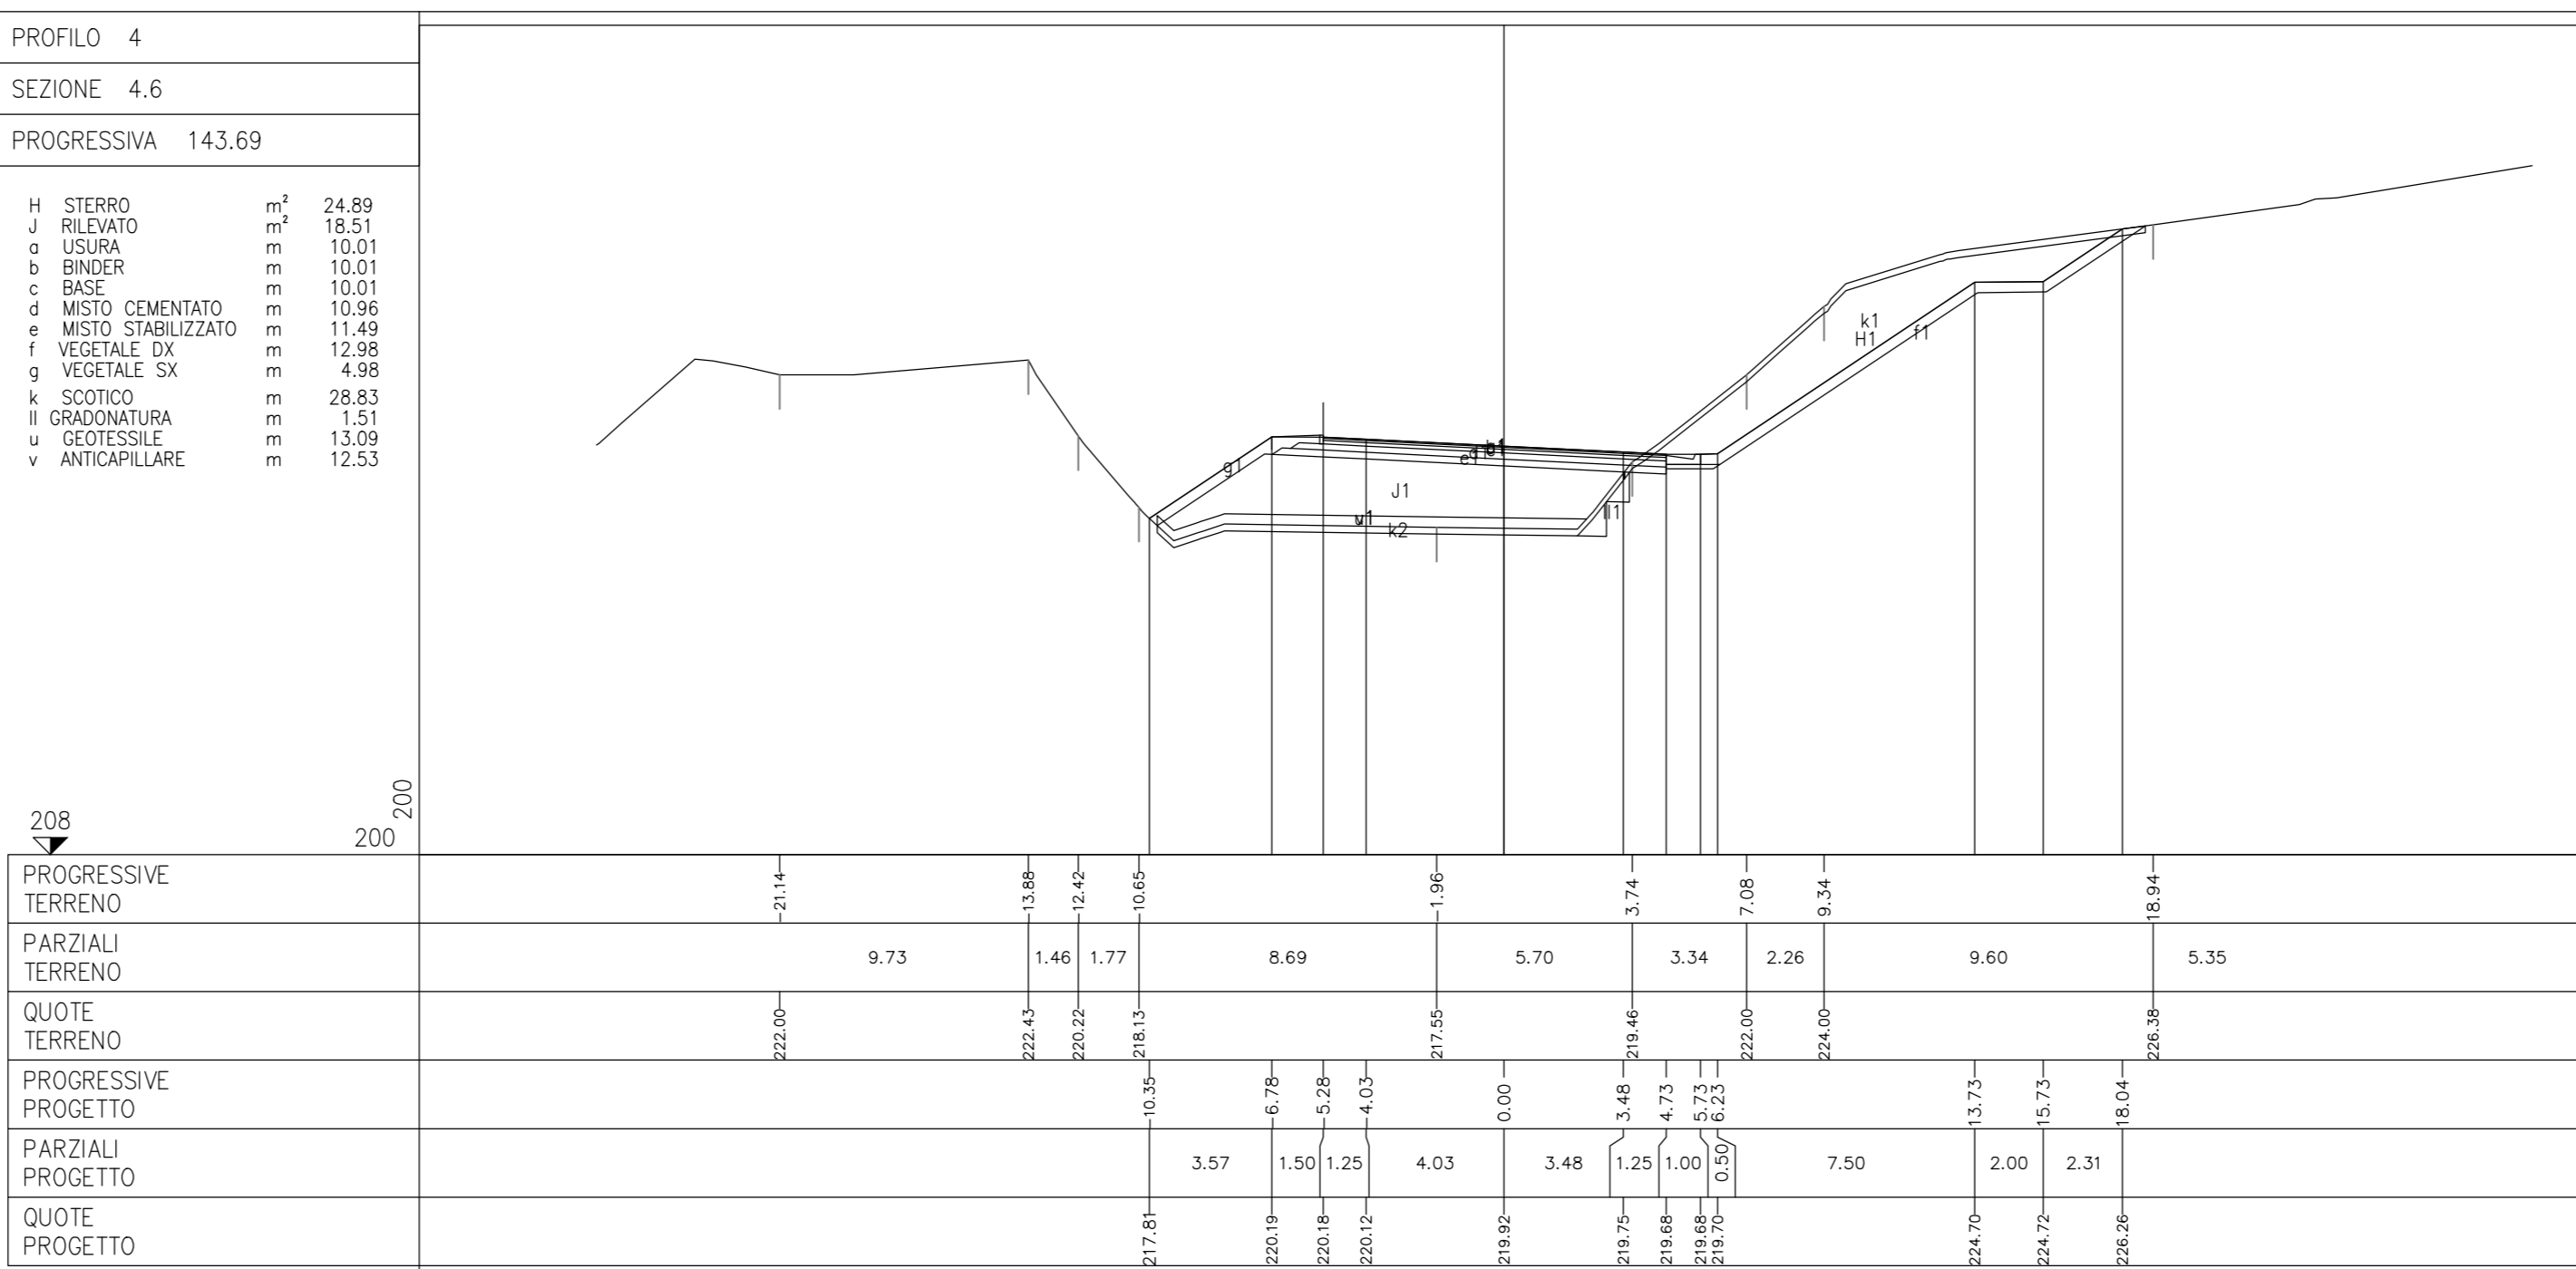 PROFILO 4
SEZIONE 4.6
PROGRESSIVA 143.69
H STERRO m² 24.89
J RILEVATO m² 18.51
a USURA m 10.01
b BINDER m 10.01
c BASE m 10.01
d MISTO CEMENTATO m 10.96
e MISTO STABILIZZATO m 11.49
f VEGETALE DX m 12.98
g VEGETALE SX m 4.98
k SCOTICO m 28.83
ll GRADONATURA m 1.51
u GEOTESSILE m 13.09
v ANTICAPILLARE m 12.53
k1
H1
f1
g1
e1
J1
v1
k2
ll1
208
200
200
PROGRESSIVE TERRENO
-21.14 -13.88 -12.42 -10.65 -1.96 3.74 7.08 9.34 18.94
PARZIALI TERRENO
9.73 1.46 1.77 8.69 5.70 3.34 2.26 9.60 5.35
QUOTE TERRENO
222.00 222.43 220.22 218.13 217.55 219.46 222.00 224.00 226.38
PROGRESSIVE PROGETTO
-10.35 -6.78 -5.28 -4.03 0.00 3.48 4.73 5.73 6.23 13.73 15.73 18.04
PARZIALI PROGETTO
3.57 1.50 1.25 4.03 3.48 1.25 1.00 0.50 7.50 2.00 2.31
QUOTE PROGETTO
217.81 220.19 220.18 220.12 219.92 219.75 219.68 219.68 219.70 224.70 224.72 226.26